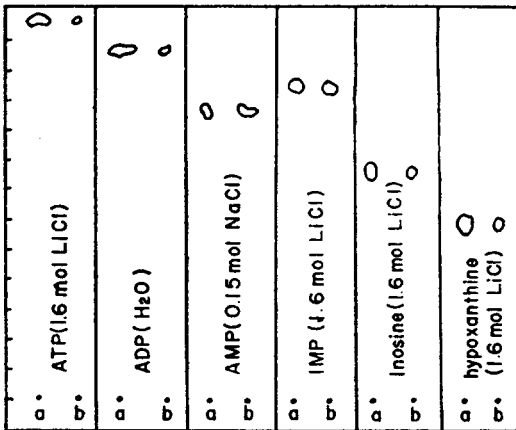 ATP(1.6 mol LiCl)
ADP(H2O)
AMP(0.15 mol NaCl)
IMP(1.6 mol LiCl)
Inosine(1.6 mol LiCl)
hypoxanthine
(1.6 mol LiCl)
a b a b a b a b a b a b